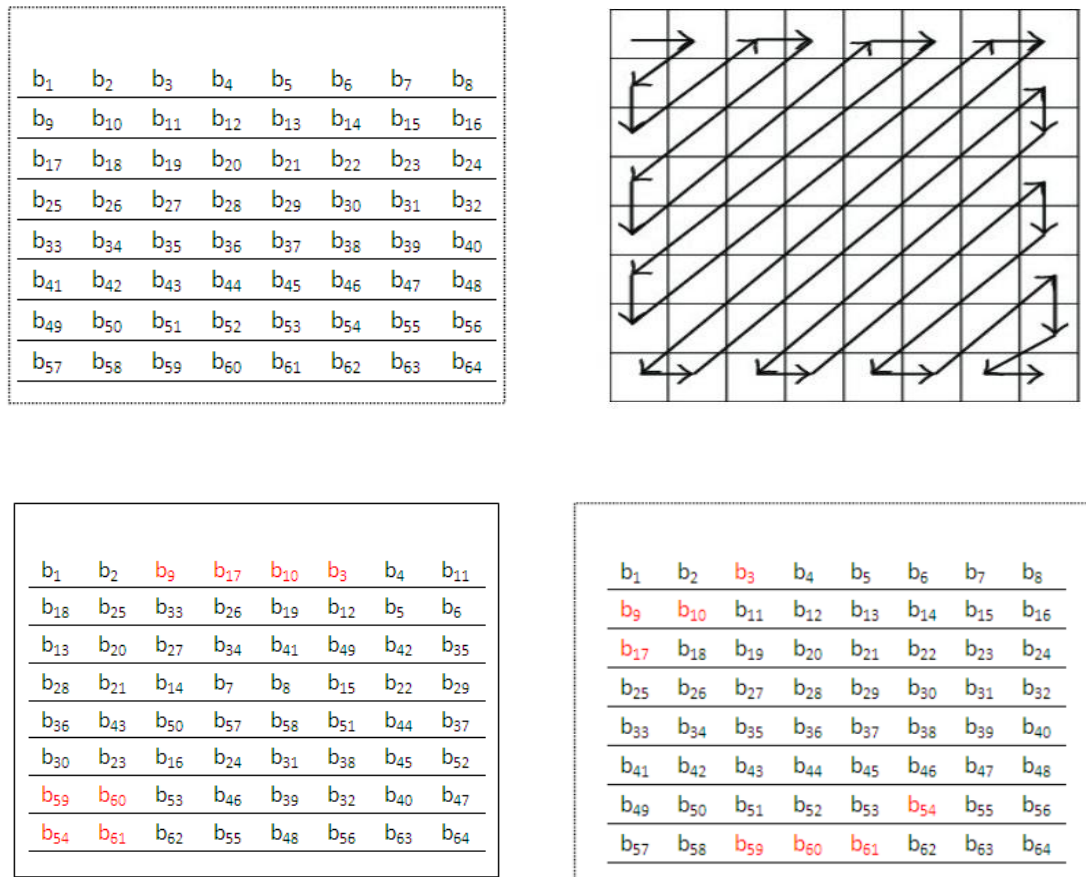 b₁ b₂ b₃ b₄ b₅ b₆ b₇ b₈
b₉ b₁₀ b₁₁ b₁₂ b₁₃ b₁₄ b₁₅ b₁₆
b₁₇ b₁₈ b₁₉ b₂₀ b₂₁ b₂₂ b₂₃ b₂₄
b₂₅ b₂₆ b₂₇ b₂₈ b₂₉ b₃₀ b₃₁ b₃₂
b₃₃ b₃₄ b₃₅ b₃₆ b₃₇ b₃₈ b₃₉ b₄₀
b₄₁ b₄₂ b₄₃ b₄₄ b₄₅ b₄₆ b₄₇ b₄₈
b₄₉ b₅₀ b₅₁ b₅₂ b₅₃ b₅₄ b₅₅ b₅₆
b₅₇ b₅₈ b₅₉ b₆₀ b₆₁ b₆₂ b₆₃ b₆₄
b₁ b₂ b₉ b₁₇ b₁₀ b₃ b₄ b₁₁
b₁₈ b₂₅ b₃₃ b₂₆ b₁₉ b₁₂ b₅ b₆
b₁₃ b₂₀ b₂₇ b₃₄ b₄₁ b₄₉ b₄₂ b₃₅
b₂₈ b₂₁ b₁₄ b₇ b₈ b₁₅ b₂₂ b₂₉
b₃₆ b₄₃ b₅₀ b₅₇ b₅₈ b₅₁ b₄₄ b₃₇
b₃₀ b₂₃ b₁₆ b₂₄ b₃₁ b₃₈ b₄₅ b₅₂
b₅₉ b₆₀ b₅₃ b₄₆ b₃₉ b₃₂ b₄₀ b₄₇
b₅₄ b₆₁ b₆₂ b₅₅ b₄₈ b₅₆ b₆₃ b₆₄
b₁ b₂ b₃ b₄ b₅ b₆ b₇ b₈
b₉ b₁₀ b₁₁ b₁₂ b₁₃ b₁₄ b₁₅ b₁₆
b₁₇ b₁₈ b₁₉ b₂₀ b₂₁ b₂₂ b₂₃ b₂₄
b₂₅ b₂₆ b₂₇ b₂₈ b₂₉ b₃₀ b₃₁ b₃₂
b₃₃ b₃₄ b₃₅ b₃₆ b₃₇ b₃₈ b₃₉ b₄₀
b₄₁ b₄₂ b₄₃ b₄₄ b₄₅ b₄₆ b₄₇ b₄₈
b₄₉ b₅₀ b₅₁ b₅₂ b₅₃ b₅₄ b₅₅ b₅₆
b₅₇ b₅₈ b₅₉ b₆₀ b₆₁ b₆₂ b₆₃ b₆₄